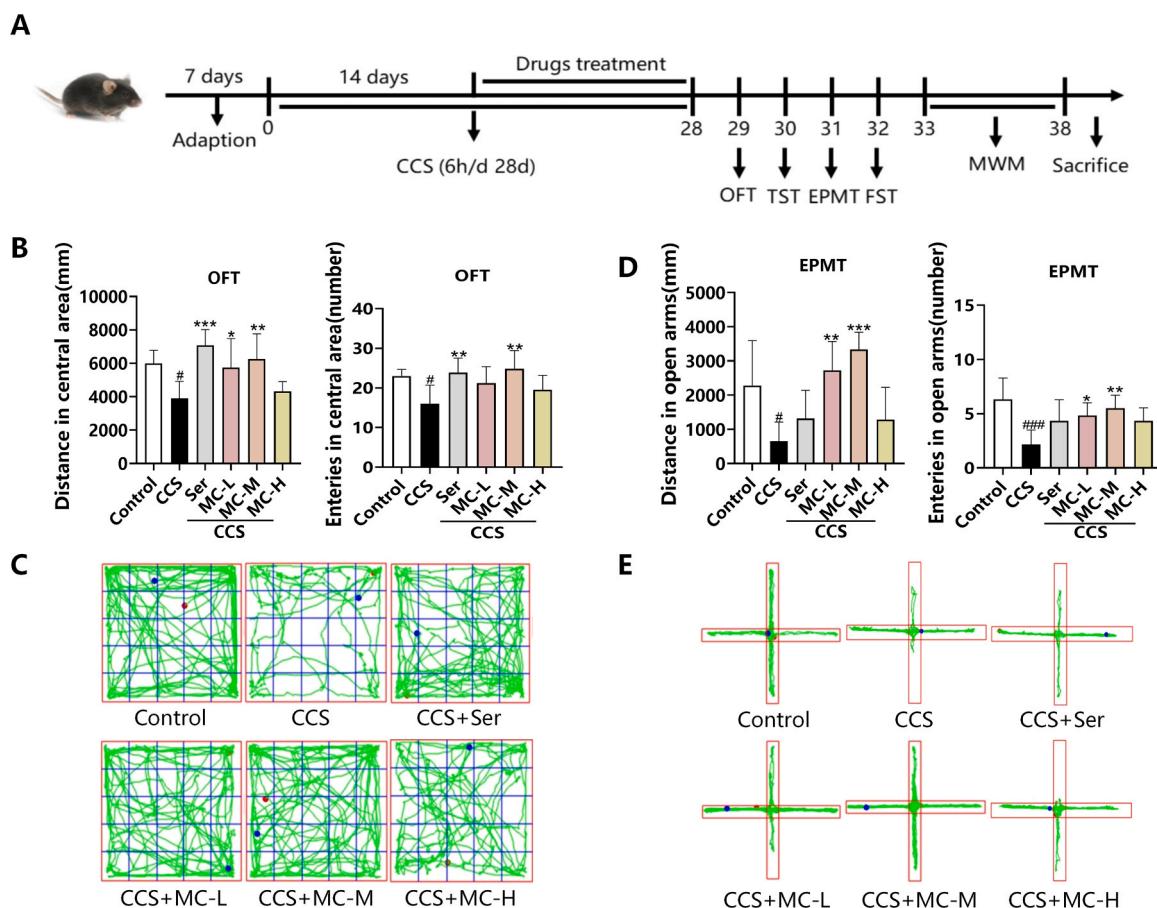 A
7 days
14 days
Drugs treatment
Adaption
0
CCS (6h/d 28d)
28
29
30
31
32
33
38
OFT
TST
EPMT
FST
MWM
Sacrifice
B
OFT
Distance in central area(mm)
10000
8000
6000
4000
2000
0
#
***
*
**
Control
CCS
Ser
MC-L
MC-M
MC-H
CCS
OFT
Enteries in central area(number)
40
30
20
10
0
#
**
**
Control
CCS
Ser
MC-L
MC-M
MC-H
CCS
D
EPMT
Distance in open arms(mm)
5000
4000
3000
2000
1000
0
#
**
***
Control
CCS
Ser
MC-L
MC-M
MC-H
CCS
EPMT
Enteries in open arms(number)
15
10
5
0
###
*
**
Control
CCS
Ser
MC-L
MC-M
MC-H
CCS
C
Control
CCS
CCS+Ser
CCS+MC-L
CCS+MC-M
CCS+MC-H
E
Control
CCS
CCS+Ser
CCS+MC-L
CCS+MC-M
CCS+MC-H